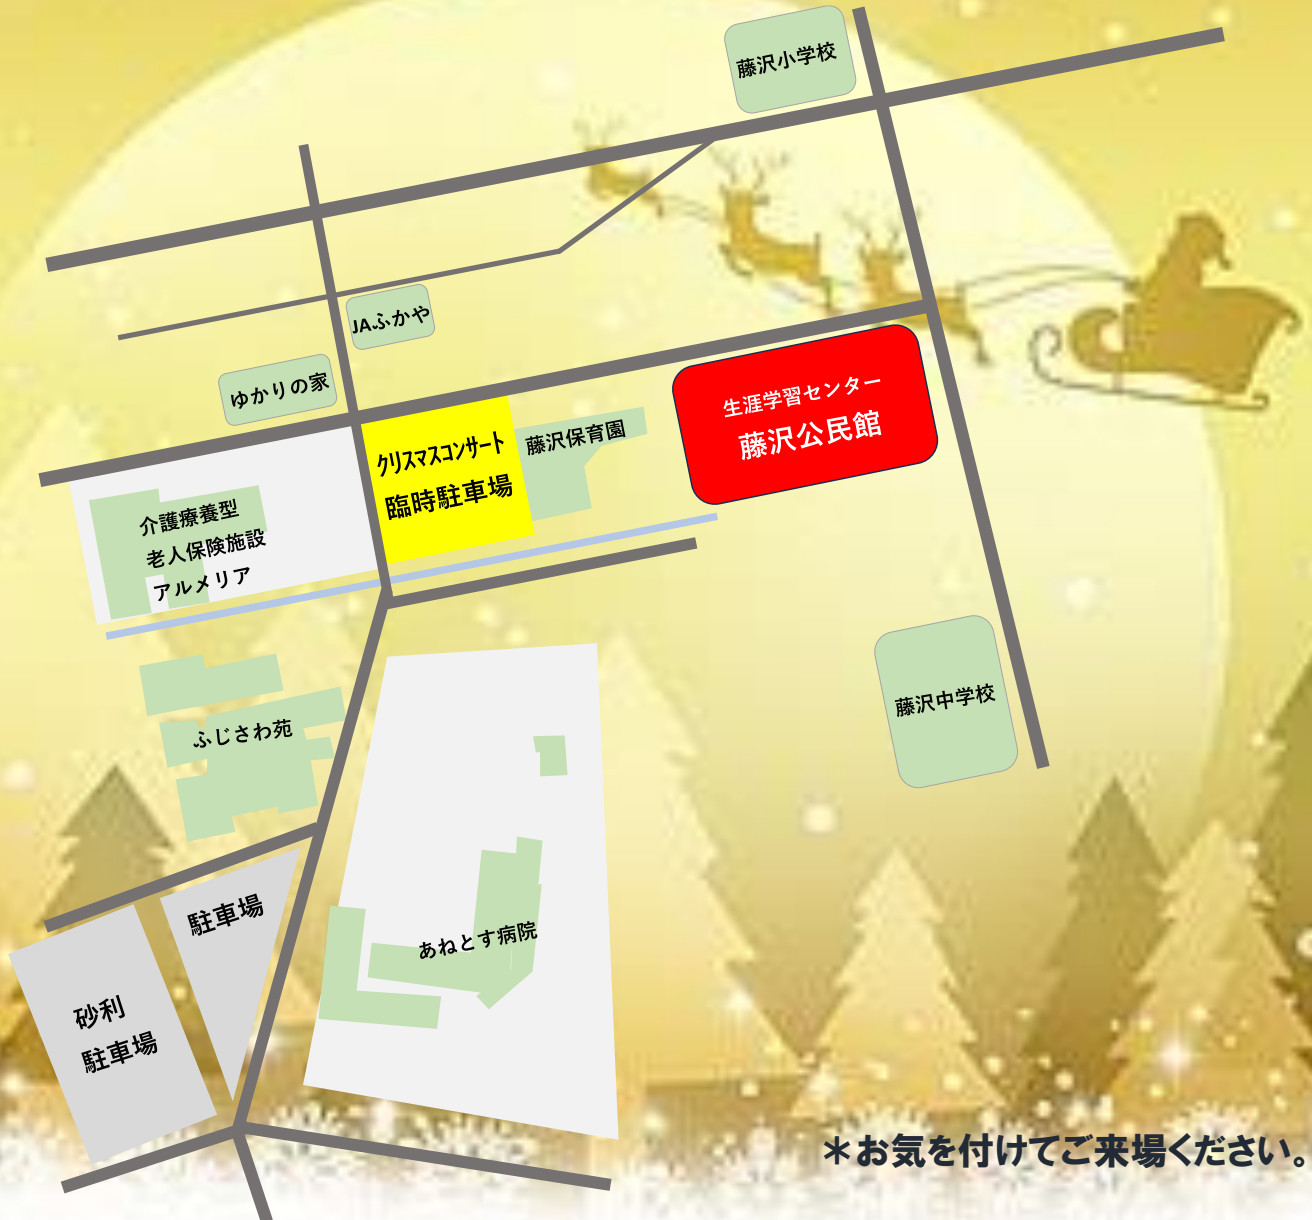 藤沢小学校
JAふかや
ゆかりの家
生涯学習センター
藤沢公民館
クリスマスコンサート
臨時駐車場
藤沢保育園
介護療養型
老人保険施設
アルメリア
藤沢中学校
ふじさわ苑
駐車場
あねとす病院
砂利
駐車場
＊お気を付けてご来場ください。